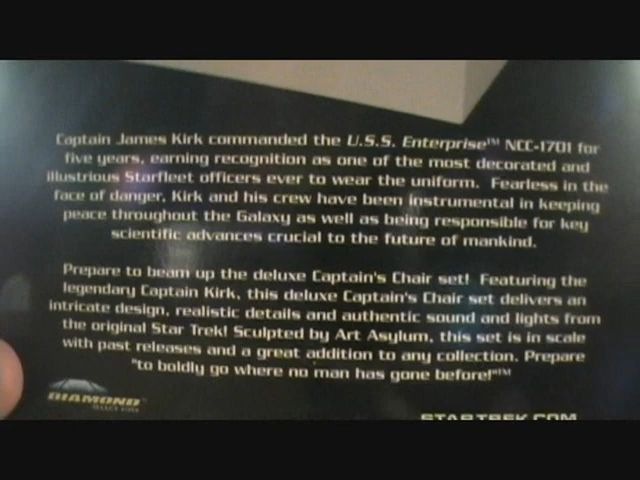 Captain James Kirk commanded the U.S.S. Enterprise™ NCC-1701 for
five years, earning recognition as one of the most decorated and
illustrious Starfleet officers ever to wear the uniform. Fearless in the
face of danger, Kirk and his crew have been instrumental in keeping
peace throughout the Galaxy as well as being responsible for key
scientific advances crucial to the future of mankind.
Prepare to beam up the deluxe Captain's Chair set! Featuring the
legendary Captain Kirk, this deluxe Captain's Chair set delivers an
intricate design, realistic details and authentic sound and lights from
the original Star Trek! Sculpted by Art Asylum, this set is in scale
with past releases and a great addition to any collection. Prepare
"to boldly go where no man has gone before!"™
DIAMOND™
SELECT TOYS
STARTREK.COM